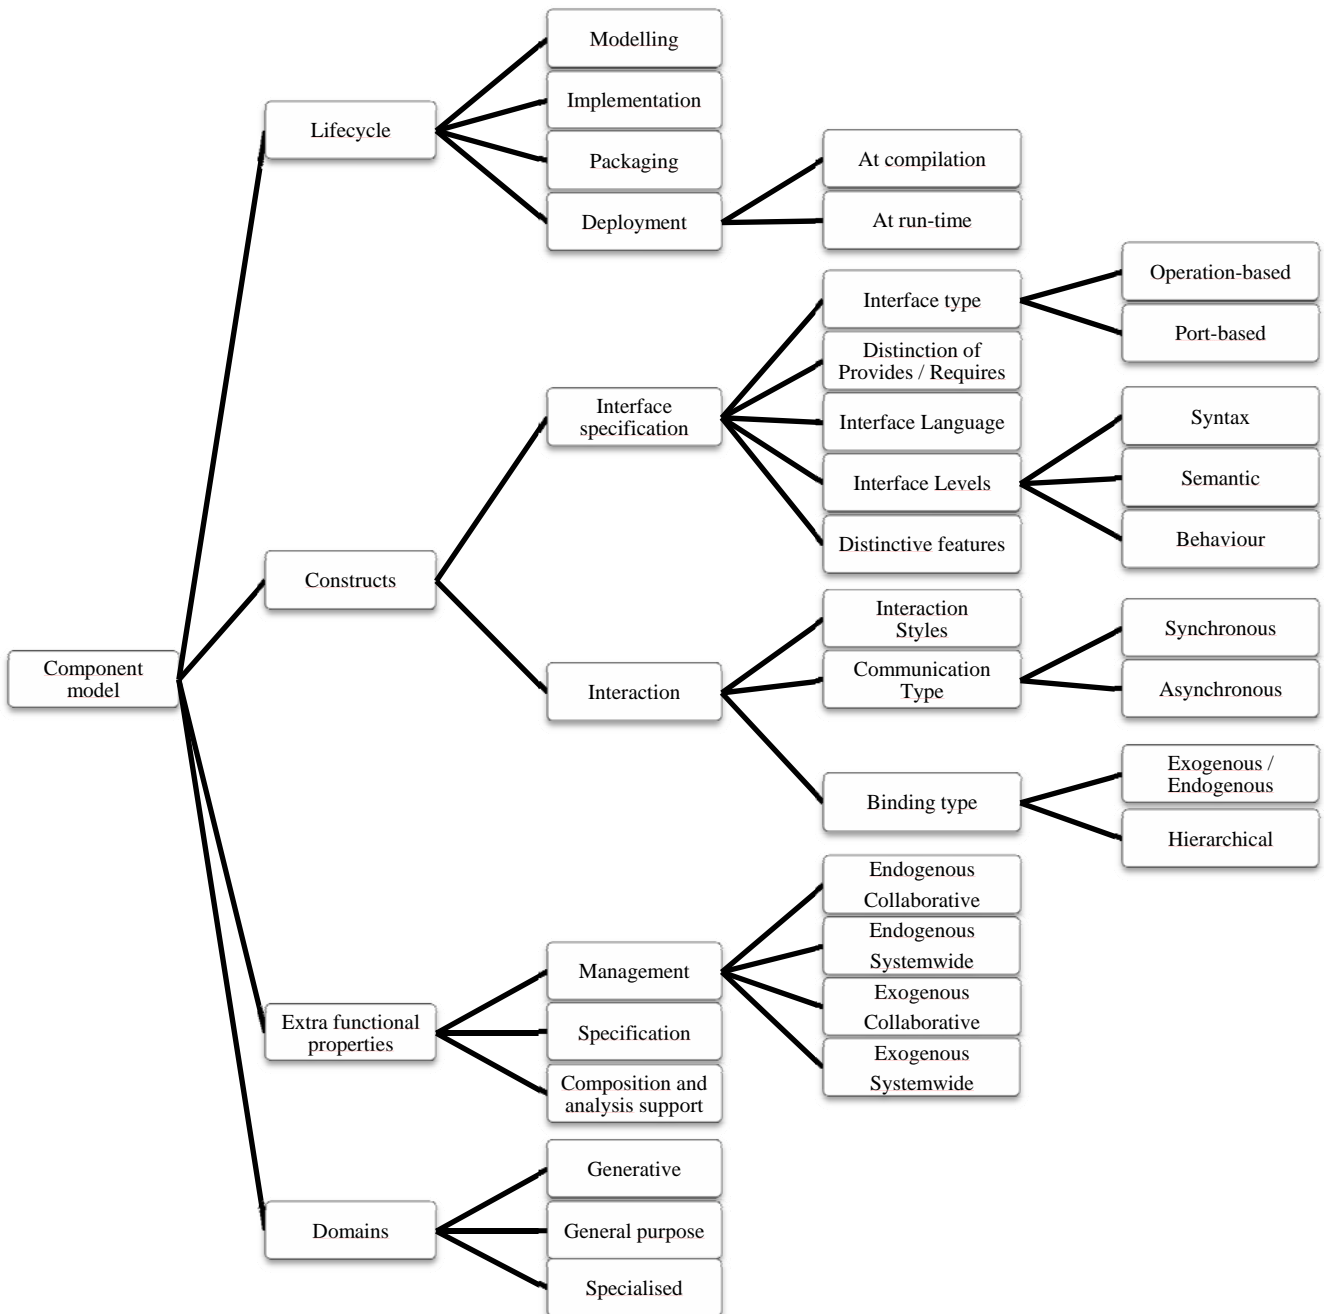 Component
model
Lifecycle
Modelling
Implementation
Packaging
Deployment
At compilation
At run-time
Constructs
Interface
specification
Interface type
Operation-based
Port-based
Distinction of
Provides / Requires
Interface Language
Interface Levels
Syntax
Semantic
Behaviour
Distinctive features
Interaction
Interaction
Styles
Communication
Type
Synchronous
Asynchronous
Binding type
Exogenous /
Endogenous
Hierarchical
Extra functional
properties
Management
Endogenous
Collaborative
Endogenous
Systemwide
Exogenous
Collaborative
Exogenous
Systemwide
Specification
Composition and
analysis support
Domains
Generative
General purpose
Specialised